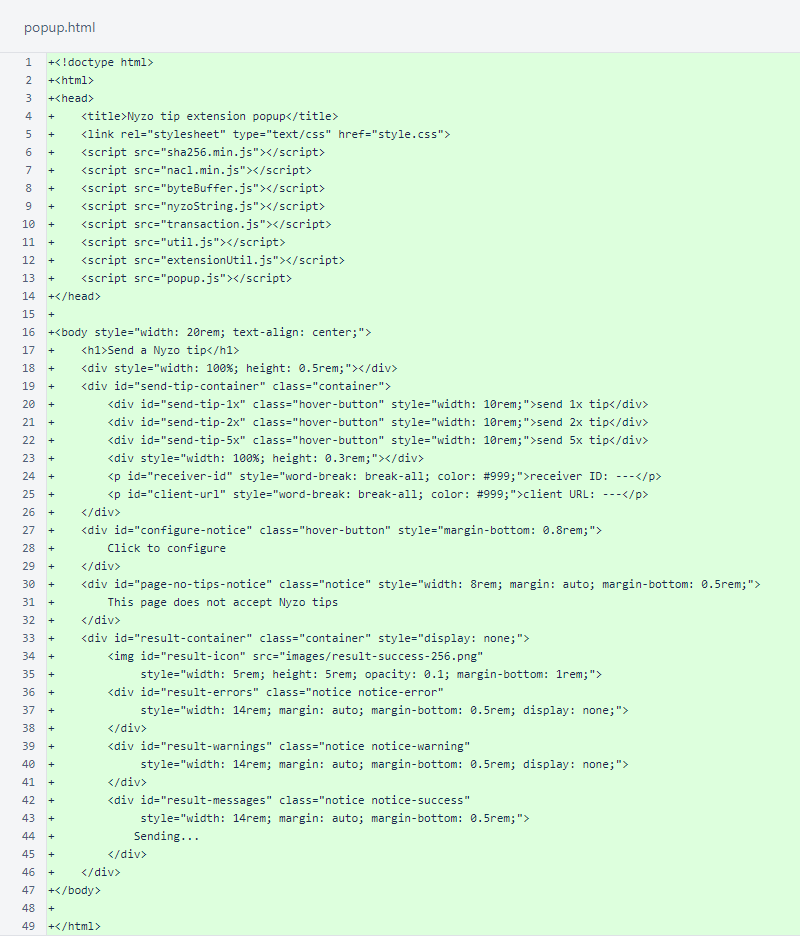 popup.html
1 +<!doctype html>
2 +<html>
3 +<head>
4 +    <title>Nyzo tip extension popup</title>
5 +    <link rel="stylesheet" type="text/css" href="style.css">
6 +    <script src="sha256.min.js"></script>
7 +    <script src="nacl.min.js"></script>
8 +    <script src="byteBuffer.js"></script>
9 +    <script src="nyzoString.js"></script>
10 +    <script src="transaction.js"></script>
11 +    <script src="util.js"></script>
12 +    <script src="extensionUtil.js"></script>
13 +    <script src="popup.js"></script>
14 +</head>
15 +
16 +<body style="width: 20rem; text-align: center;">
17 +    <h1>Send a Nyzo tip</h1>
18 +    <div style="width: 100%; height: 0.5rem;"></div>
19 +    <div id="send-tip-container" class="container">
20 +        <div id="send-tip-1x" class="hover-button" style="width: 10rem;">send 1x tip</div>
21 +        <div id="send-tip-2x" class="hover-button" style="width: 10rem;">send 2x tip</div>
22 +        <div id="send-tip-5x" class="hover-button" style="width: 10rem;">send 5x tip</div>
23 +        <div style="width: 100%; height: 0.3rem;"></div>
24 +        <p id="receiver-id" style="word-break: break-all; color: #999;">receiver ID: ---</p>
25 +        <p id="client-url" style="word-break: break-all; color: #999;">client URL: ---</p>
26 +    </div>
27 +    <div id="configure-notice" class="hover-button" style="margin-bottom: 0.8rem;">
28 +        Click to configure
29 +    </div>
30 +    <div id="page-no-tips-notice" class="notice" style="width: 8rem; margin: auto; margin-bottom: 0.5rem;">
31 +        This page does not accept Nyzo tips
32 +    </div>
33 +    <div id="result-container" class="container" style="display: none;">
34 +        <img id="result-icon" src="images/result-success-256.png"
35 +             style="width: 5rem; height: 5rem; opacity: 0.1; margin-bottom: 1rem;">
36 +        <div id="result-errors" class="notice notice-error"
37 +             style="width: 14rem; margin: auto; margin-bottom: 0.5rem; display: none;">
38 +        </div>
39 +        <div id="result-warnings" class="notice notice-warning"
40 +             style="width: 14rem; margin: auto; margin-bottom: 0.5rem; display: none;">
41 +        </div>
42 +        <div id="result-messages" class="notice notice-success"
43 +             style="width: 14rem; margin: auto; margin-bottom: 0.5rem;">
44 +            Sending...
45 +        </div>
46 +    </div>
47 +</body>
48 +
49 +</html>